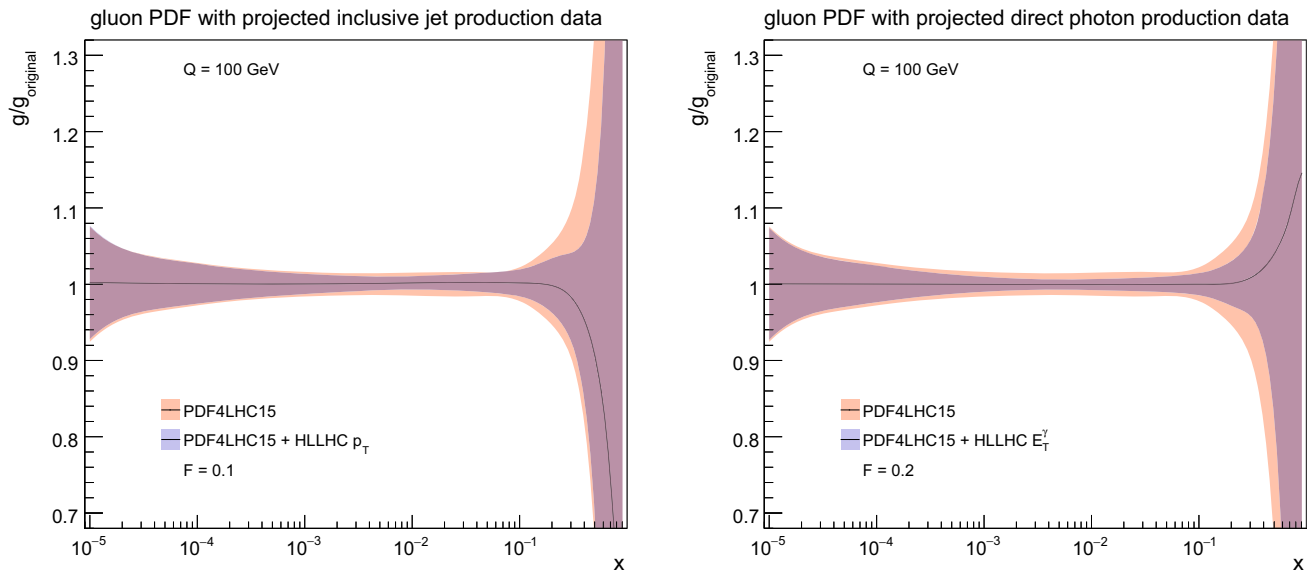 gluon PDF with projected inclusive jet production data
g/g_original
Q = 100 GeV
1.3
1.2
1.1
1
0.9
0.8
0.7
PDF4LHC15
PDF4LHC15 + HLLHC p_T
F = 0.1
10^−5 10^−4 10^−3 10^−2 10^−1
x
gluon PDF with projected direct photon production data
g/g_original
Q = 100 GeV
1.3
1.2
1.1
1
0.9
0.8
0.7
PDF4LHC15
PDF4LHC15 + HLLHC E_T^γ
F = 0.2
10^−5 10^−4 10^−3 10^−2 10^−1
x